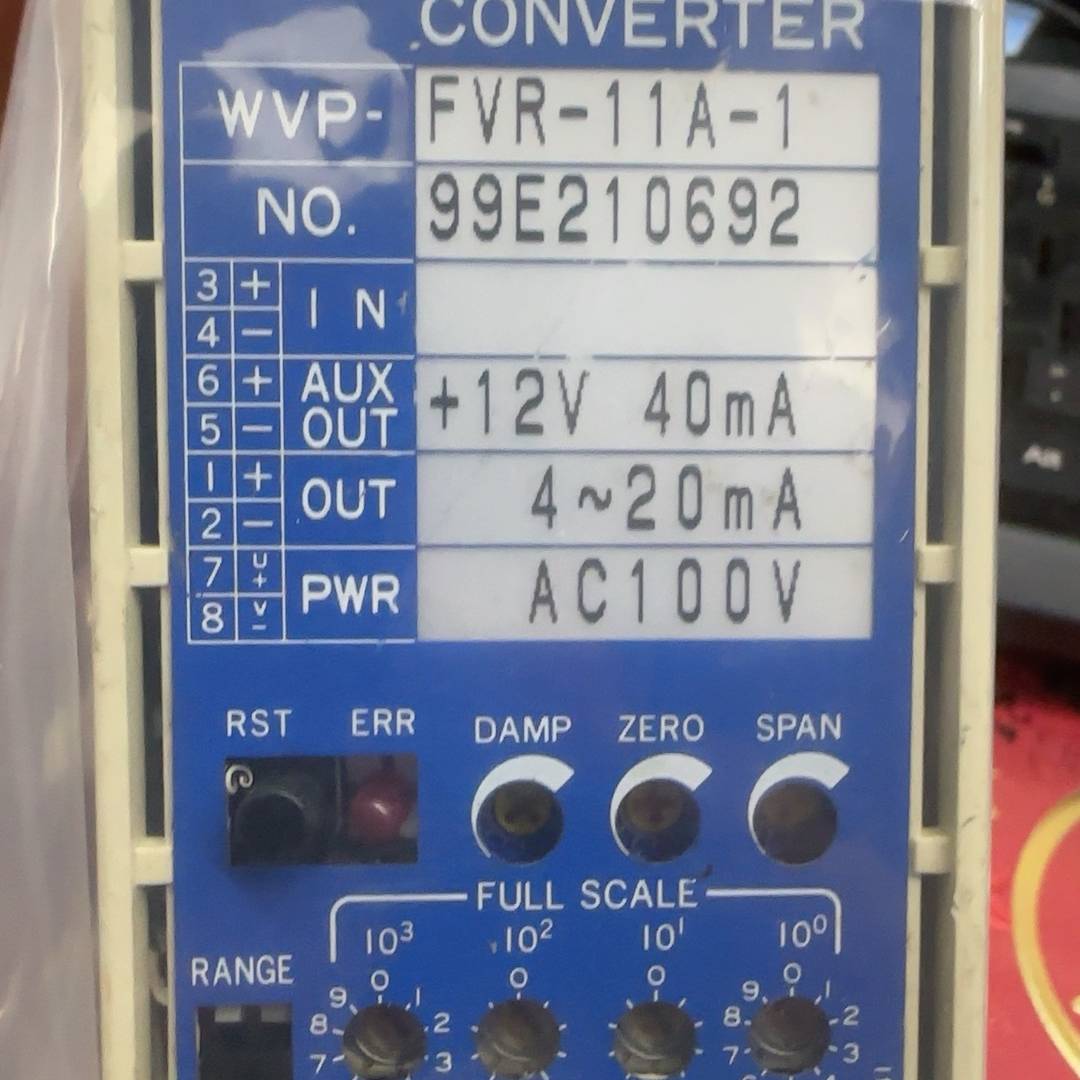 CONVERTER
WVP- FVR-11A-1
NO. 99E210692
3 + IN
4 -
6 + AUX OUT +12V 40mA
5 -
1 + OUT 4~20mA
2 -
7 U + PWR AC100V
8 V -
RST ERR DAMP ZERO SPAN
FULL SCALE
10³ 10² 10¹ 10⁰
RANGE
0 0 0 0
9 1 9 1
8 2 8 2
7 3 7 3
Alt